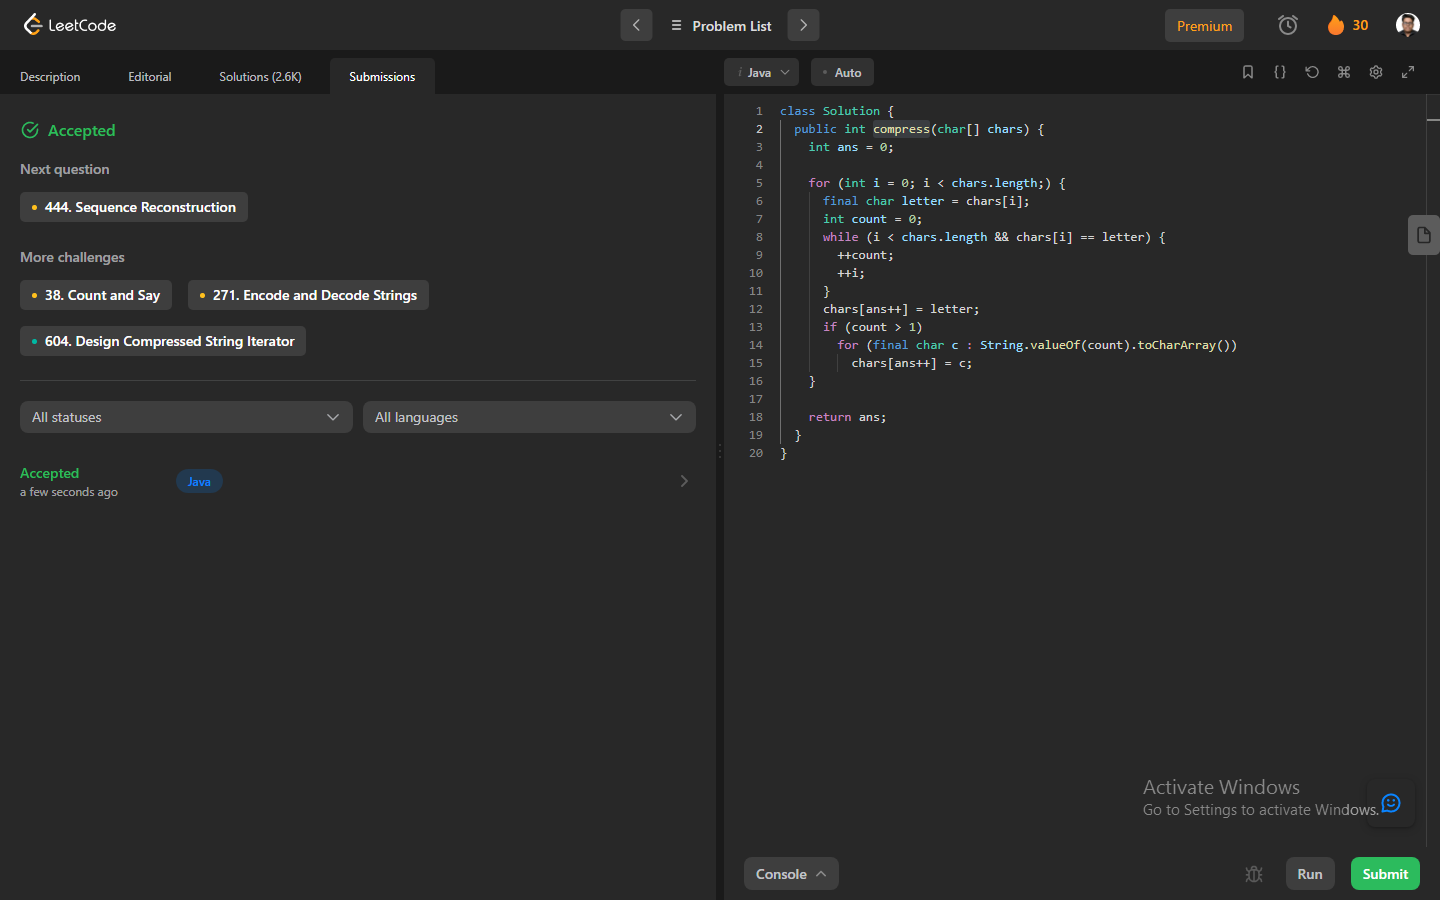 LeetCode
Problem List
Premium
30
Description Editorial Solutions (2.6K) Submissions
i Java Auto
Accepted
Next question
444. Sequence Reconstruction
More challenges
38. Count and Say 271. Encode and Decode Strings
604. Design Compressed String Iterator
All statuses All languages
Accepted
a few seconds ago
Java
1 class Solution {
2 public int compress(char[] chars) {
3 int ans = 0;
4
5 for (int i = 0; i < chars.length;) {
6 final char letter = chars[i];
7 int count = 0;
8 while (i < chars.length && chars[i] == letter) {
9 ++count;
10 ++i;
11 }
12 chars[ans++] = letter;
13 if (count > 1)
14 for (final char c : String.valueOf(count).toCharArray())
15 chars[ans++] = c;
16 }
17
18 return ans;
19 }
20 }
Activate Windows
Go to Settings to activate Windows.
Console Run Submit